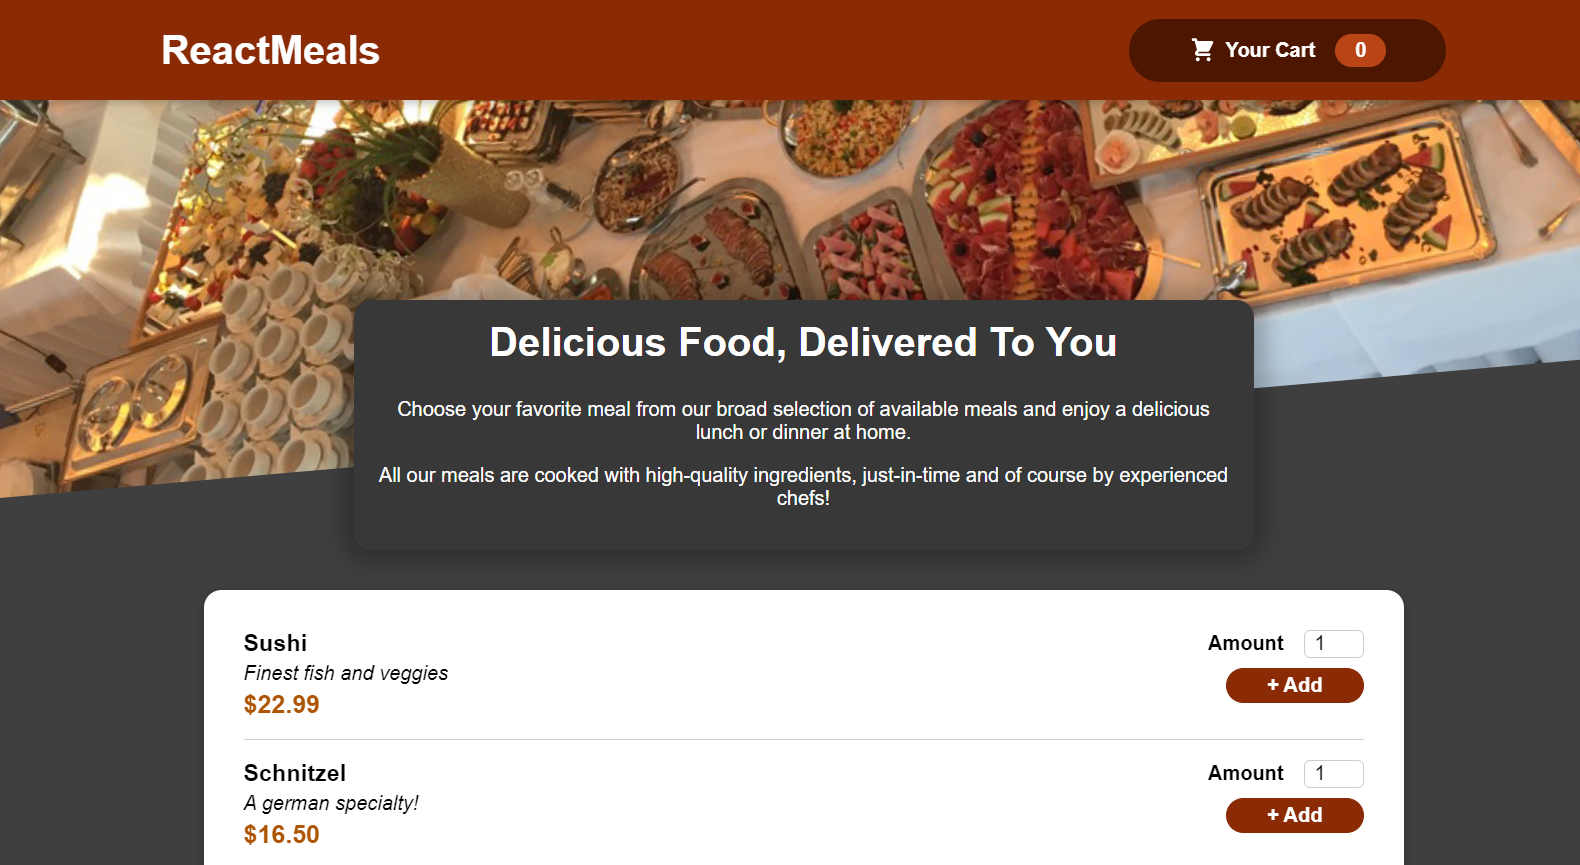 ReactMeals
Your Cart 0
Delicious Food, Delivered To You
Choose your favorite meal from our broad selection of available meals and enjoy a delicious
lunch or dinner at home.
All our meals are cooked with high-quality ingredients, just-in-time and of course by experienced
chefs!
Sushi
Finest fish and veggies
$22.99
Amount 1
+ Add
Schnitzel
A german specialty!
$16.50
Amount 1
+ Add